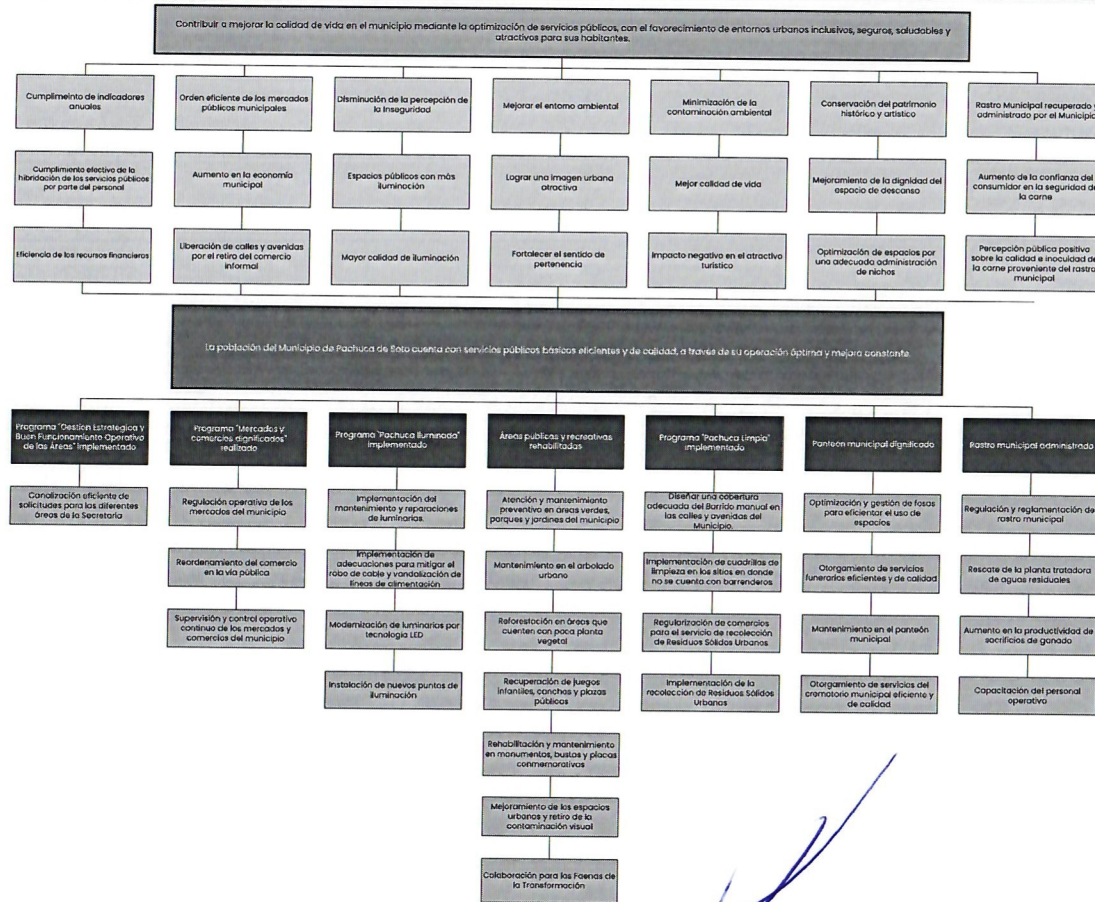 Contribuir a mejorar la calidad de vida en el municipio mediante la optimización de servicios públicos, con el favorecimiento de entornos urbanos inclusivos, seguros, saludables y
atractivos para sus habitantes.
Cumplimeinto de indicadores
anuales
Orden eficiente de los mercados
públicos municipales
Disminución de la percepción de
la Inseguridad
Mejorar el entorno ambiental
Minimización de la
contaminación ambiental
Conservación del patrimonio
histórico y artístico
Rastro Municipal recuperado y
administrado por el Municipio
Cumplimiento efectivo de la
hibridación de los servicios públicos
por parte del personal
Aumento en la economía
municipal
Espacios públicos con más
iluminación
Lograr una imagen urbana
atractiva
Mejor calidad de vida
Mejoramiento de la dignidad del
espacio de descanso
Aumento de la confianza del
consumidor en la seguridad de
la carne
Eficiencia de los recursos financieros
Liberación de calles y avenidas
por el retiro del comercio
informal
Mayor calidad de iluminación
Fortalecer el sentido de
pertenencia
Impacto negativo en el atractivo
turístico
Optimización de espacios por
una adecuada administración
de nichos
Percepción pública positiva
sobre la calidad e inocuidad de
la carne proveniente del rastro
municipal
La población del Municipio de Pachuca de Soto cuenta con servicios públicos básicos eficientes y de calidad, a través de su operación óptima y mejora constante.
Programa "Gestión Estratégica y
Buen Funcionamiento Operativo
de las Áreas" implementado
Programa "Mercados y
comercios dignificados"
realizado
Programa "Pachuca Iluminada"
implementado
Áreas publicas y recreativas
rehabilitadas
Programa "Pachuca Limpia"
implementado
Panteón municipal dignificado
Rastro municipal administrado
Canalización eficiente de
solicitudes para las diferentes
áreas de la Secretaría
Regulación operativa de los
mercados del municipio
Implementación del
mantenimiento y reparaciones
de luminarias.
Atención y mantenimiento
preventivo en áreas verdes,
parques y jardines del municipio
Diseñar una cobertura
adecuada del Barrido manual en
las calles y avenidas del
Municipio.
Optimización y gestión de fosas
para eficientar el uso de
espacios
Regulación y reglamentación de
rastro municipal
Reordenamiento del comercio
en la vía pública
Implementación de
adecuaciones para mitigar el
robo de cable y vandalización de
líneas de alimentación
Mantenimiento en el arbolado
urbano
Implementación de cuadrillas de
limpieza en los sitios en donde
no se cuenta con barrenderos
Otorgamiento de servicios
funerarios eficientes y de calidad
Rescate de la planta tratadora
de aguas residuales
Supervisión y control operativo
continuo de los mercados y
comercios del municipio
Modernización de luminarias por
tecnología LED
Reforestación en áreas que
cuenten con poca planta
vegetal
Regularización de comercios
para el servicio de recolección
de Residuos Sólidos Urbanos
Mantenimiento en el panteón
municipal
Aumento en la productividad de
sacrificios de ganado
Instalación de nuevos puntos de
iluminación
Recuperación de juegos
infantiles, canchas y plazas
públicos
Implementación de la
recolección de Residuos Sólidos
Urbanos
Otorgamiento de servicios del
crematorio municipal eficiente y
de calidad
Capacitación del personal
operativo
Rehabilitación y mantenimiento
en monumentos, bustos y placas
conmemorativas
Mejoramiento de los espacios
urbanos y retiro de la
contaminación visual
Colaboración para las Faenas de
la Transformación